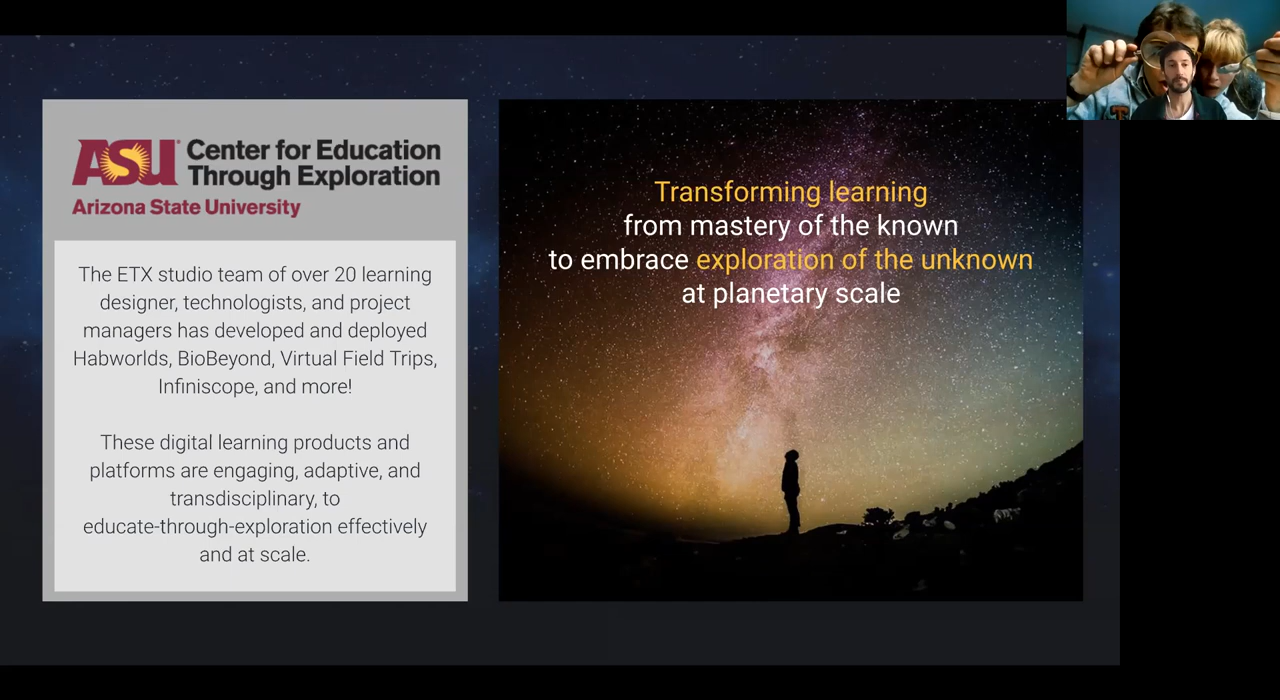 ASU Center for Education
Through Exploration
Arizona State University
The ETX studio team of over 20 learning
designer, technologists, and project
managers has developed and deployed
Habworlds, BioBeyond, Virtual Field Trips,
Infiniscope, and more!
These digital learning products and
platforms are engaging, adaptive, and
transdisciplinary, to
educate-through-exploration effectively
and at scale.
Transforming learning
from mastery of the known
to embrace exploration of the unknown
at planetary scale